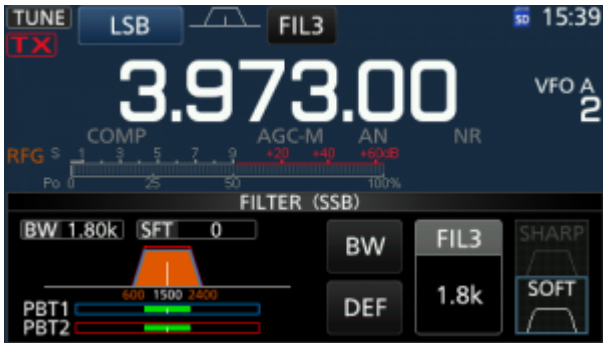 TUNE LSB FIL3 SD 15:39
TX
3.973.00 VFO A
2
COMP AGC-M AN NR
RFG S 1 3 5 7 9 +20 +40 +60dB
Po 0 25 50 100%
FILTER (SSB)
BW 1.80k SFT 0 BW FIL3 SHARP
600 1500 2400 1.8k SOFT
PBT1 DEF
PBT2